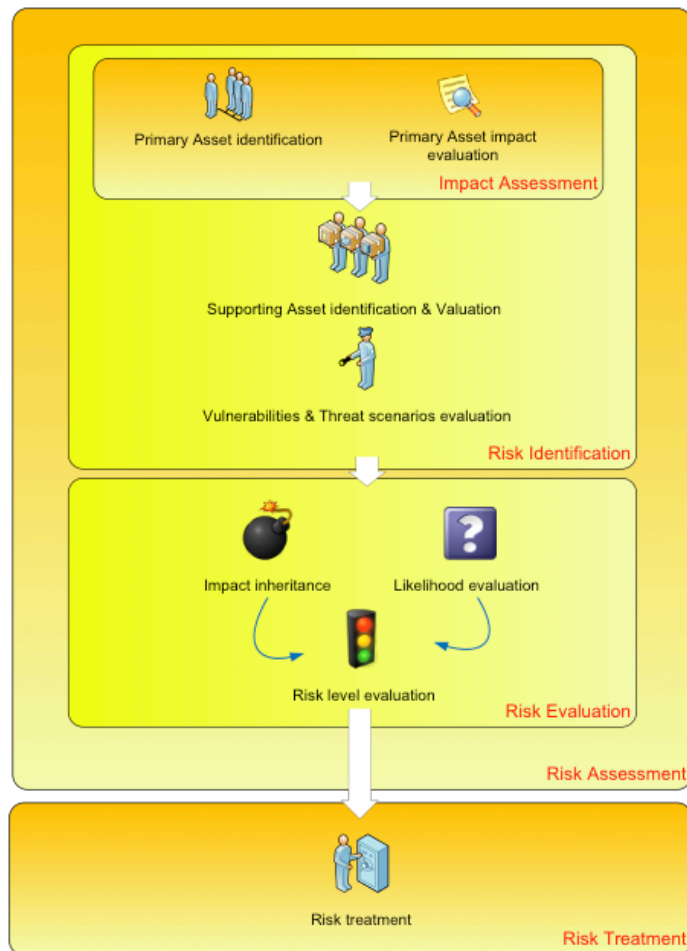 Primary Asset identification
Primary Asset impact
evaluation
Impact Assessment
Supporting Asset identification & Valuation
Vulnerabilities & Threat scenarios evaluation
Risk Identification
?
Impact inheritance
Likelihood evaluation
Risk level evaluation
Risk Evaluation
Risk Assessment
Risk treatment
Risk Treatment